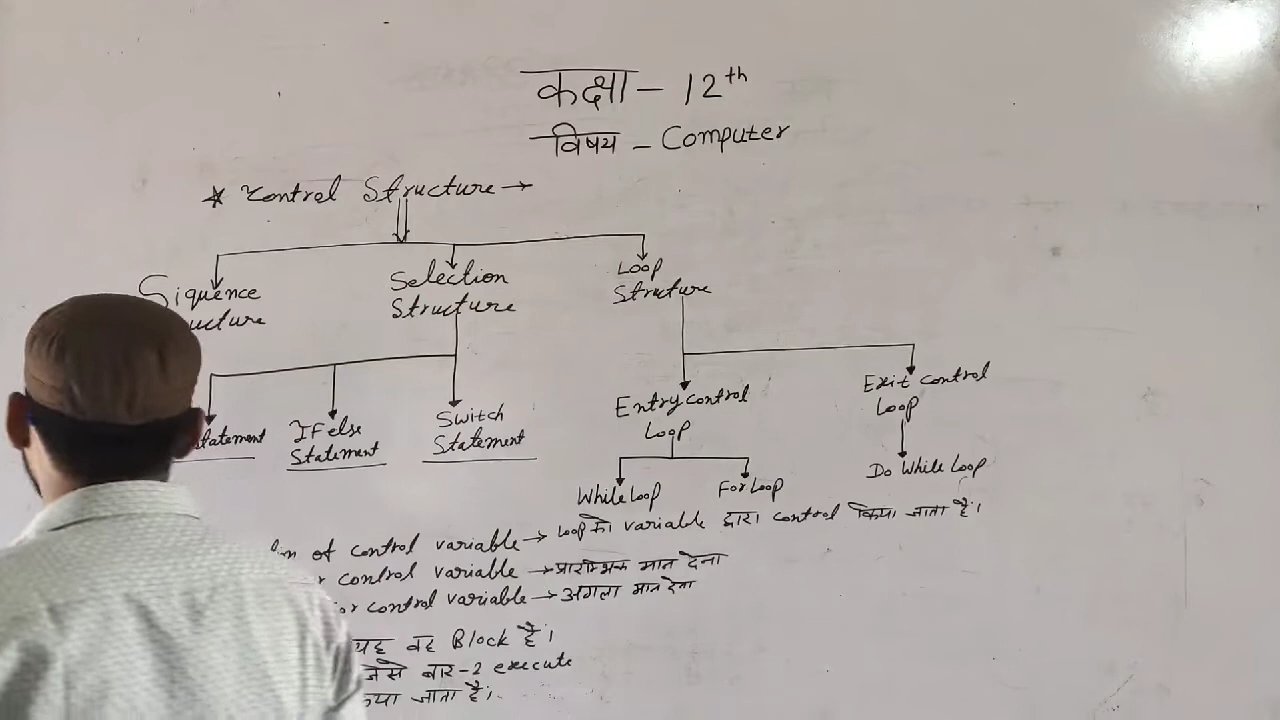 कक्षा - 12th
विषय - Computer
* Control Structure →
Siquence
Selection
Structure
Loop
Structure
Statement
IF else
Statement
Switch
Statement
Entry control
Loop
Exit control
Loop
While Loop
For Loop
Do While Loop
of control variable → Loop को variable द्वारा control किया जाता है।
control variable → प्रारम्भिक मान देना
for control variable → अगला मान देना
यह वह Block है।
बार-2 execute
जाता है।